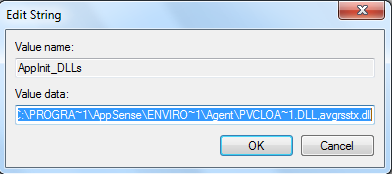 Edit String
Value name:
AppInit_DLLs
Value data:
C:\PROGRA~1\AppSense\ENVIRO~1\Agent\PVCLOA~1.DLL,avgrsstx.dll
OK
Cancel